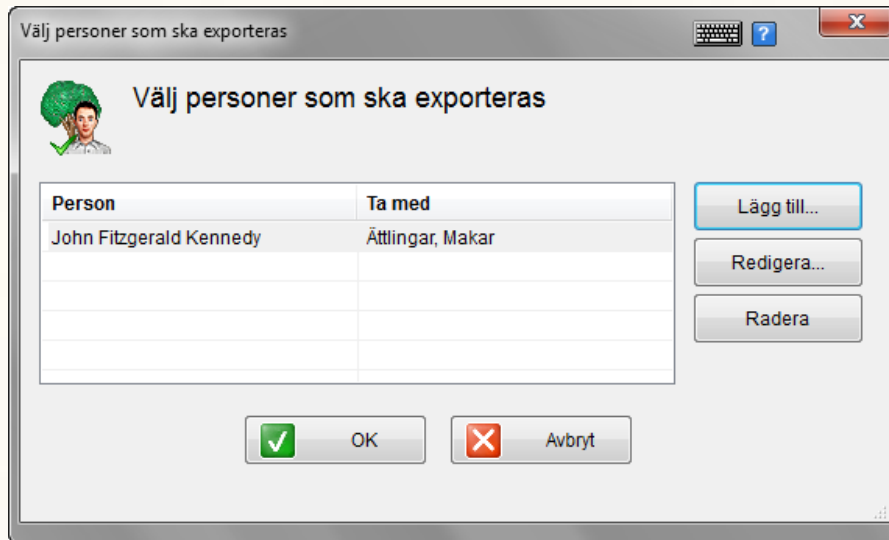 Välj personer som ska exporteras
?
Välj personer som ska exporteras
Person Ta med
John Fitzgerald Kennedy Ättlingar, Makar
Lägg till...
Redigera...
Radera
OK Avbryt